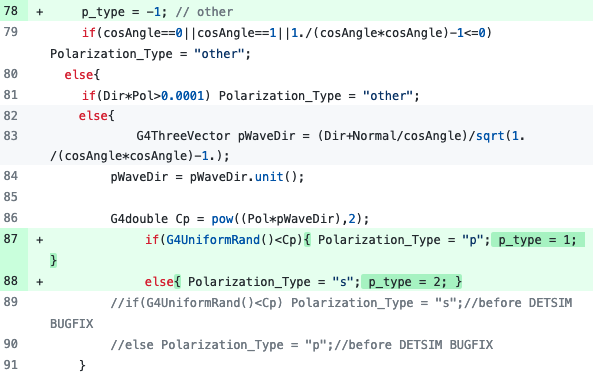 78 + p_type = -1; // other
79 if(cosAngle==0||cosAngle==1||1./(cosAngle*cosAngle)-1<=0)
Polarization_Type = "other";
80 else{
81 if(Dir*Pol>0.0001) Polarization_Type = "other";
82 else{
83 G4ThreeVector pWaveDir = (Dir+Normal/cosAngle)/sqrt(1.
/(cosAngle*cosAngle)-1.);
84 pWaveDir = pWaveDir.unit();
85
86 G4double Cp = pow((Pol*pWaveDir),2);
87 + if(G4UniformRand()<Cp){ Polarization_Type = "p"; p_type = 1;
}
88 + else{ Polarization_Type = "s"; p_type = 2; }
89 //if(G4UniformRand()<Cp) Polarization_Type = "s";//before DETSIM
BUGFIX
90 //else Polarization_Type = "p";//before DETSIM BUGFIX
91 }